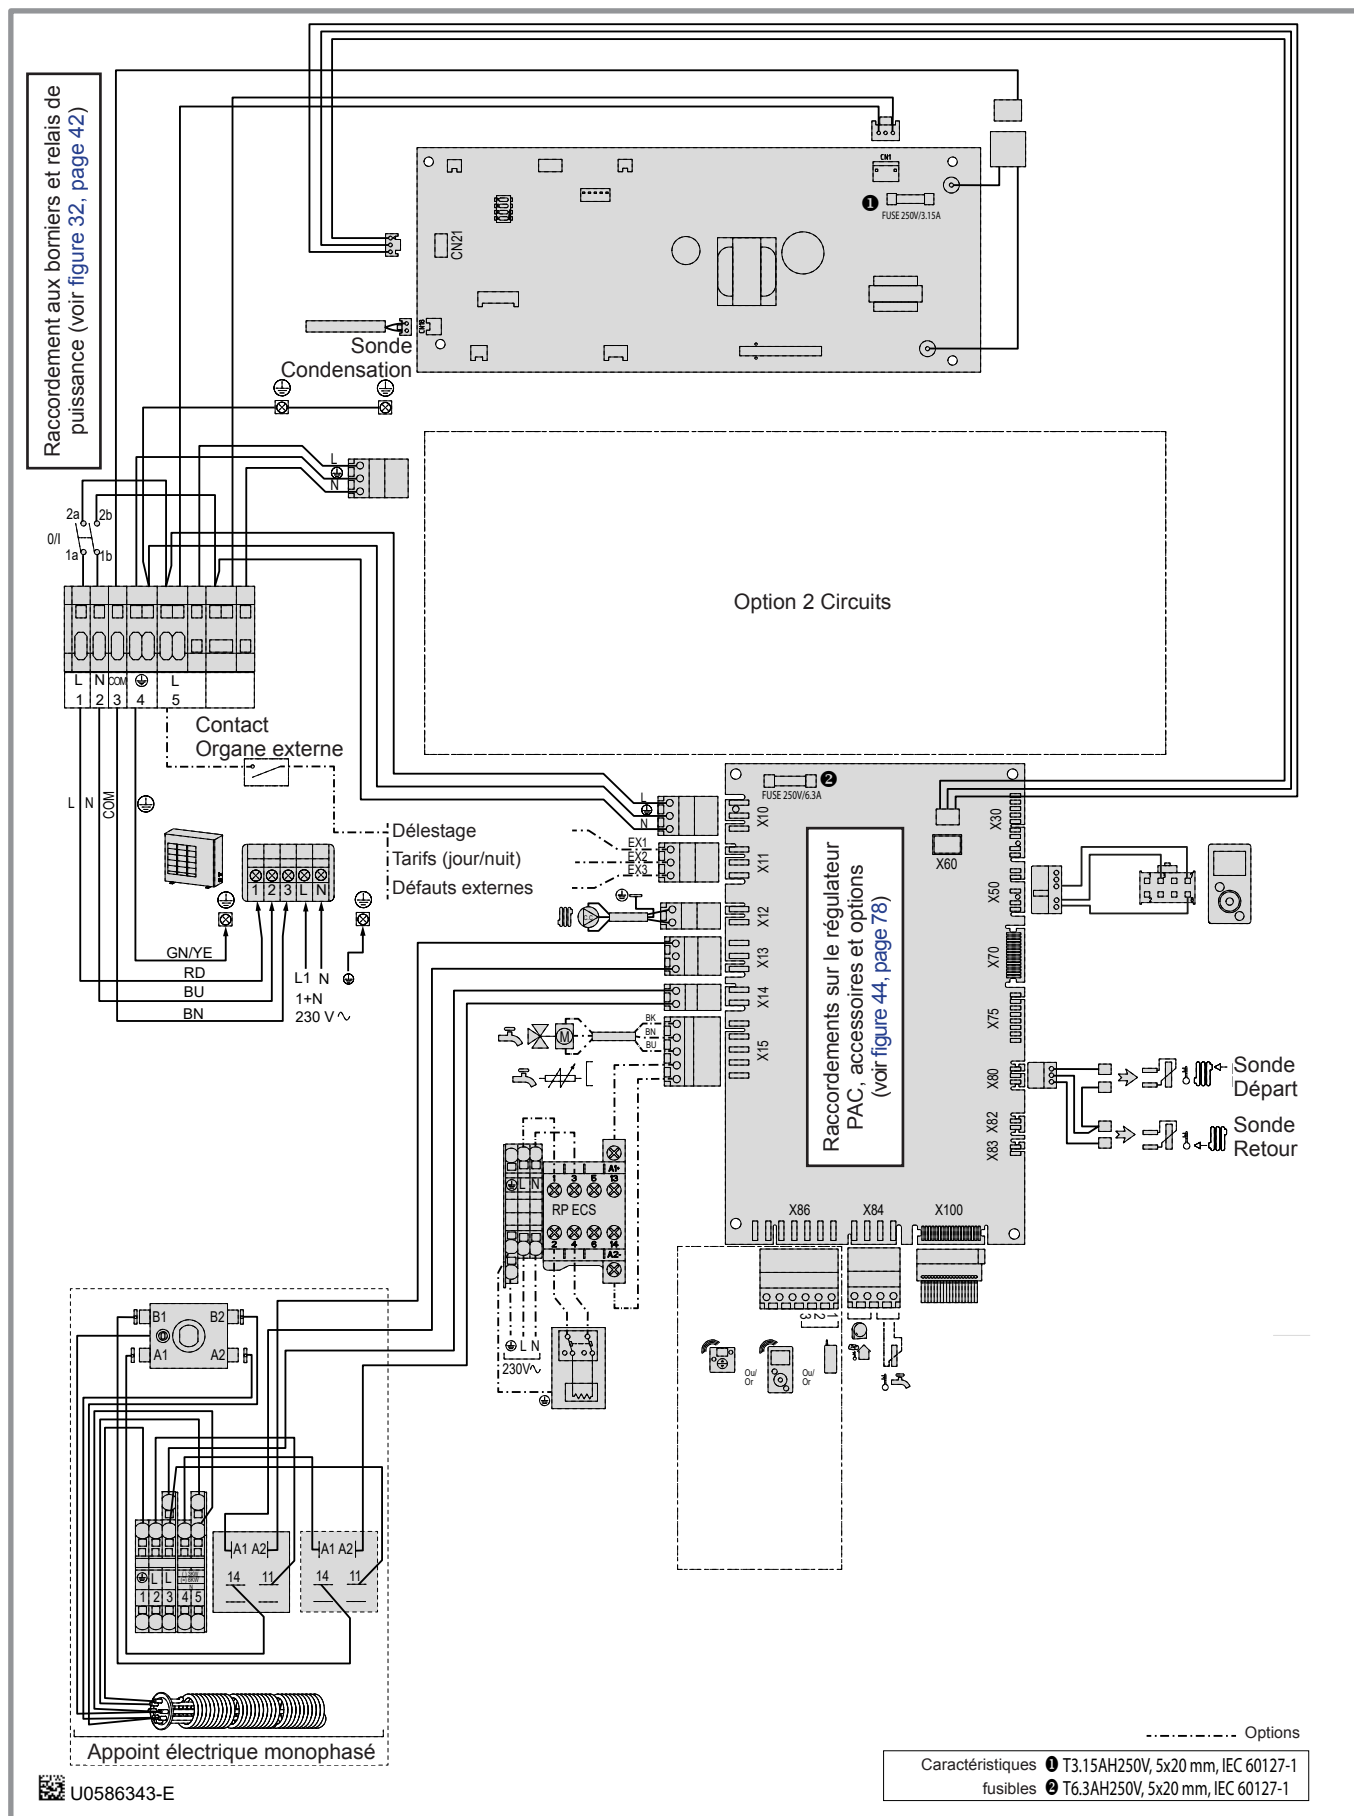 Raccordement aux borniers et relais de
puissance (voir figure 32, page 42)
CN1
❶
FUSE 250V/3.15A
CN21
CN18
Sonde
Condensation
L
N
2a
2b
0/I
1a
1b
Option 2 Circuits
L
N
COM
L
1
2
3
4
5
Contact
Organe externe
L
N
COM
Délestage
Tarifs (jour/nuit)
Défauts externes
1
2
3
L
N
GN/YE
RD
BU
BN
L1
N
1+N
230 V
L
N
EX1
EX2
EX3
FUSE 250V/6.3A
❷
X10
X11
X12
X13
X14
X15
X30
X60
X50
X70
X75
X80
X82
X83
X86
X84
X100
Raccordements sur le régulateur
PAC, accessoires et options
(voir figure 44, page 78)
M
BK
BN
BU
Sonde
Départ
Sonde
Retour
L
N
A1-
1
3
5
13
RP ECS
2
4
6
14
A2-
L
N
230V
3
2
1
Ou/
Or
Ou/
Or
B1
B2
A1
A2
A1
A2
14
11
A1
A2
14
11
L
L
N
1
2
3
4
5
Appoint électrique monophasé
U0586343-E
Options
Caractéristiques ❶ T3.15AH250V, 5x20 mm, IEC 60127-1
fusibles ❷ T6.3AH250V, 5x20 mm, IEC 60127-1